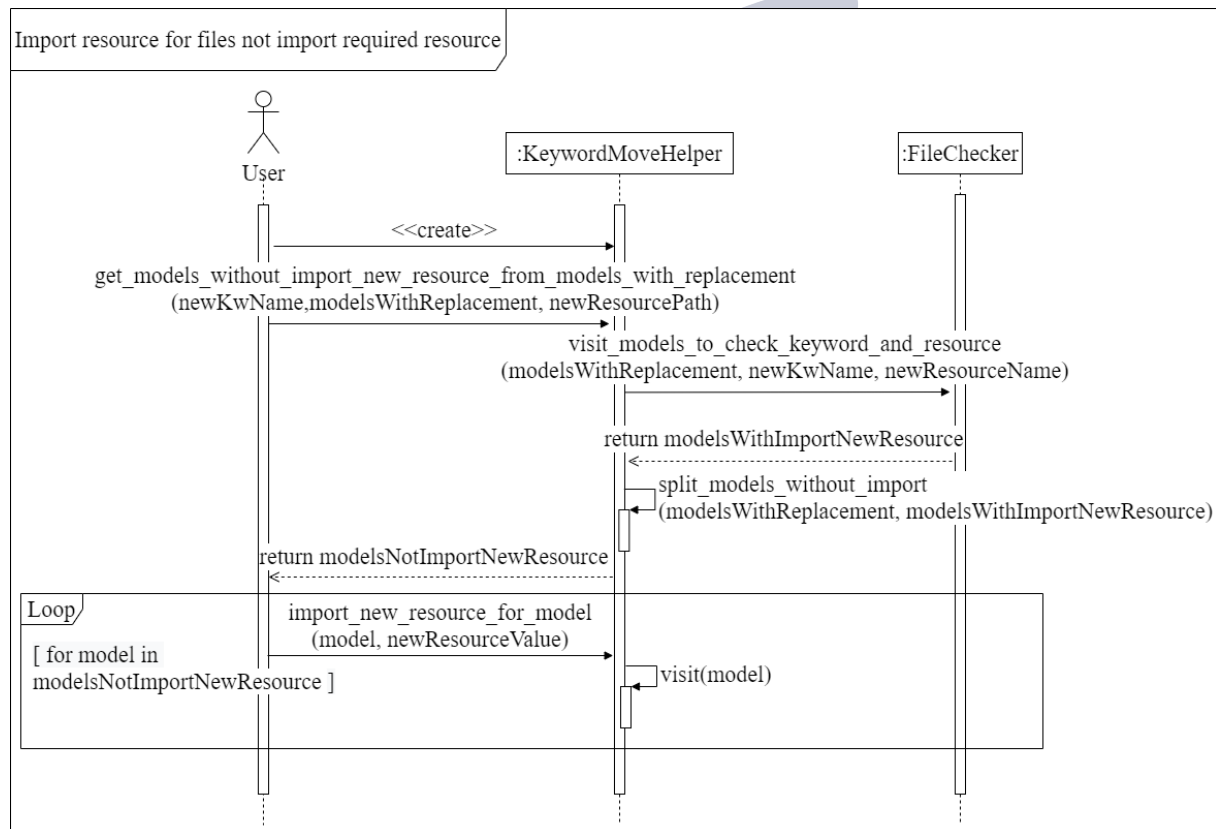 Import resource for files not import required resource
User
:KeywordMoveHelper
:FileChecker
<<create>>
get_models_without_import_new_resource_from_models_with_replacement
(newKwName,modelsWithReplacement, newResourcePath)
visit_models_to_check_keyword_and_resource
(modelsWithReplacement, newKwName, newResourceName)
return modelsWithImportNewResource
split_models_without_import
(modelsWithReplacement, modelsWithImportNewResource)
return modelsNotImportNewResource
Loop
[ for model in
modelsNotImportNewResource ]
import_new_resource_for_model
(model, newResourceValue)
visit(model)